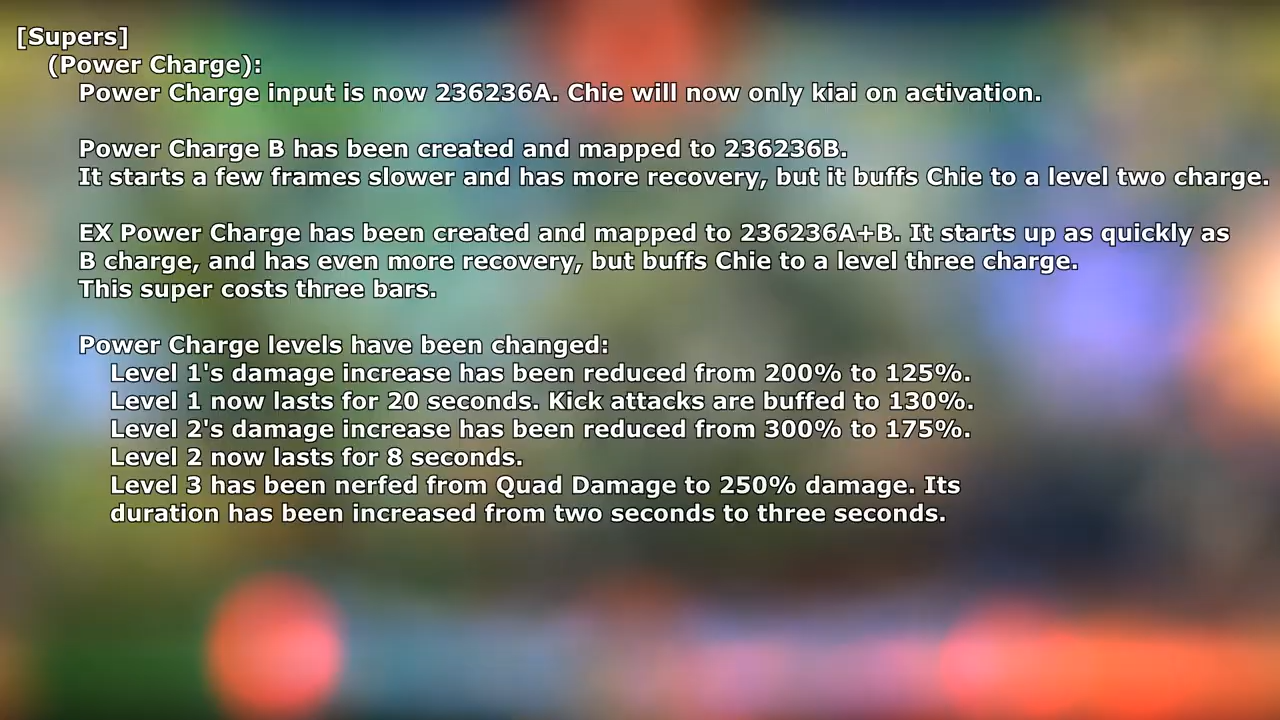 [Supers]
(Power Charge):
Power Charge input is now 236236A. Chie will now only kiai on activation.
Power Charge B has been created and mapped to 236236B.
It starts a few frames slower and has more recovery, but it buffs Chie to a level two charge.
EX Power Charge has been created and mapped to 236236A+B. It starts up as quickly as
B charge, and has even more recovery, but buffs Chie to a level three charge.
This super costs three bars.
Power Charge levels have been changed:
Level 1's damage increase has been reduced from 200% to 125%.
Level 1 now lasts for 20 seconds. Kick attacks are buffed to 130%.
Level 2's damage increase has been reduced from 300% to 175%.
Level 2 now lasts for 8 seconds.
Level 3 has been nerfed from Quad Damage to 250% damage. Its
duration has been increased from two seconds to three seconds.